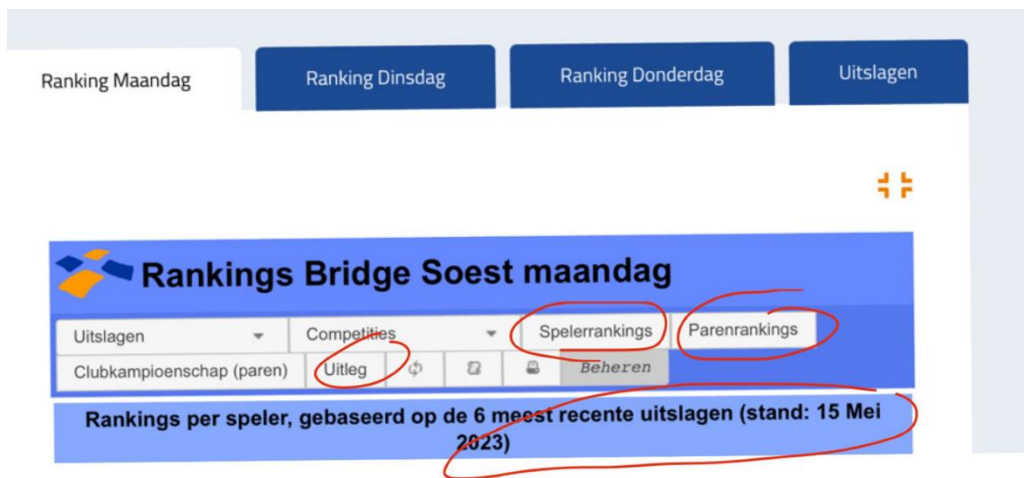 Ranking Maandag Ranking Dinsdag Ranking Donderdag Uitslagen
Rankings Bridge Soest maandag
Uitslagen Competities Spelerrankings Parenrankings
Clubkampioenschap (paren) Uitleg Beheren
Rankings per speler, gebaseerd op de 6 meest recente uitslagen (stand: 15 Mei
2023)